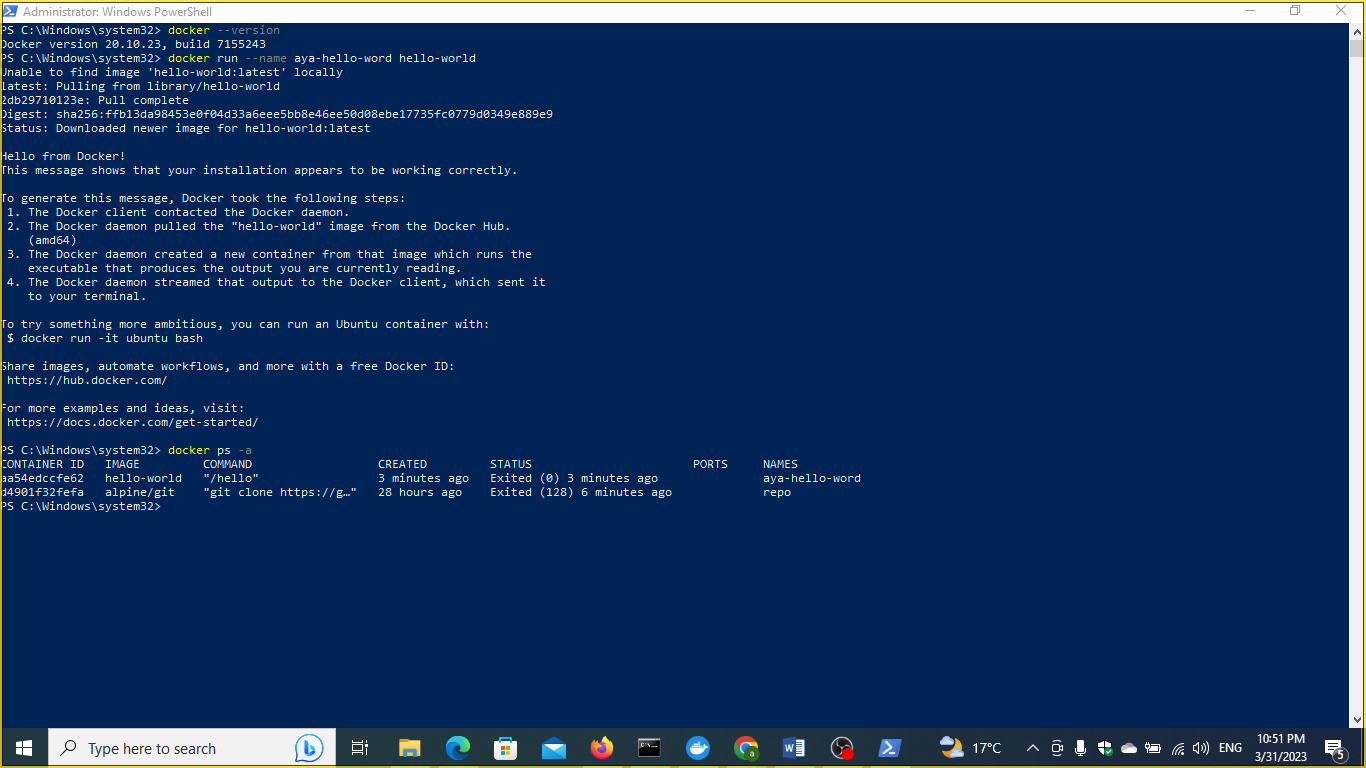 Administrator: Windows PowerShell
PS C:\Windows\system32> docker --version
Docker version 20.10.23, build 7155243
PS C:\Windows\system32> docker run --name aya-hello-word hello-world
Unable to find image 'hello-world:latest' locally
latest: Pulling from library/hello-world
2db29710123e: Pull complete
Digest: sha256:ffb13da98453e0f04d33a6eee5bb8e46ee50d08ebe17735fc0779d0349e889e9
Status: Downloaded newer image for hello-world:latest
Hello from Docker!
This message shows that your installation appears to be working correctly.
To generate this message, Docker took the following steps:
1. The Docker client contacted the Docker daemon.
2. The Docker daemon pulled the "hello-world" image from the Docker Hub.
(amd64)
3. The Docker daemon created a new container from that image which runs the
executable that produces the output you are currently reading.
4. The Docker daemon streamed that output to the Docker client, which sent it
to your terminal.
To try something more ambitious, you can run an Ubuntu container with:
$ docker run -it ubuntu bash
Share images, automate workflows, and more with a free Docker ID:
https://hub.docker.com/
For more examples and ideas, visit:
https://docs.docker.com/get-started/
PS C:\Windows\system32> docker ps -a
CONTAINER ID IMAGE COMMAND CREATED STATUS PORTS NAMES
aa54edccfe62 hello-world "/hello" 3 minutes ago Exited (0) 3 minutes ago aya-hello-word
d4901f32fefa alpine/git "git clone https://g…" 28 hours ago Exited (128) 6 minutes ago repo
PS C:\Windows\system32>
Type here to search
17°C
ENG
10:51 PM
3/31/2023
5